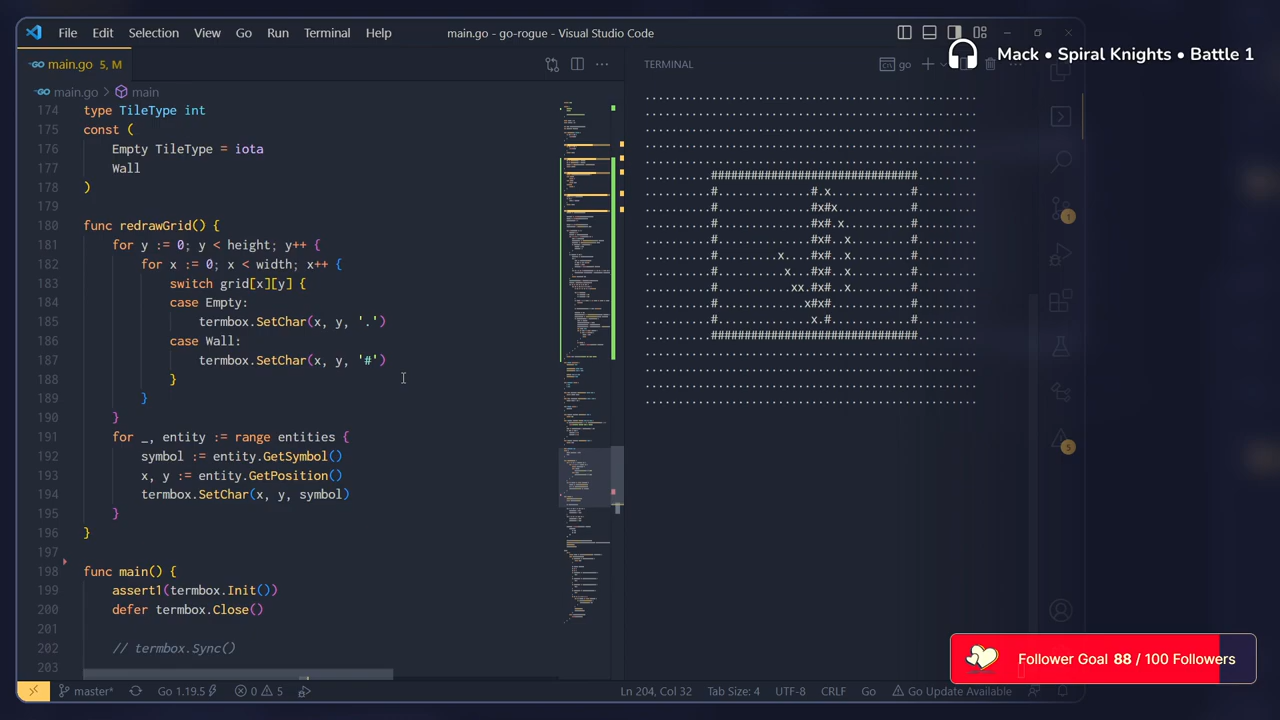 File Edit Selection View Go Run Terminal Help main.go - go-rogue - Visual Studio Code
Mack • Spiral Knights • Battle 1
main.go 5, M
TERMINAL
go
main.go > main
174 type TileType int
175 const (
176 Empty TileType = iota
177 Wall
178 )
179
180 func redrawGrid() {
181 for y := 0; y < height; y++ {
182 for x := 0; x < width; x++ {
183 switch grid[x][y] {
184 case Empty:
185 termbox.SetChar(x, y, '.')
186 case Wall:
187 termbox.SetChar(x, y, '#')
188 }
189 }
190 }
191 for _, entity := range entities {
192 symbol := entity.GetSymbol()
193 x, y := entity.GetPosition()
194 termbox.SetChar(x, y, symbol)
195 }
196 }
197
198 func main() {
199 assert1(termbox.Init())
200 defer termbox.Close()
201
202 // termbox.Sync()
203
1
5
Follower Goal 88 / 100 Followers
master* Go 1.19.5 0 5 Ln 204, Col 32 Tab Size: 4 UTF-8 CRLF Go Go Update Available